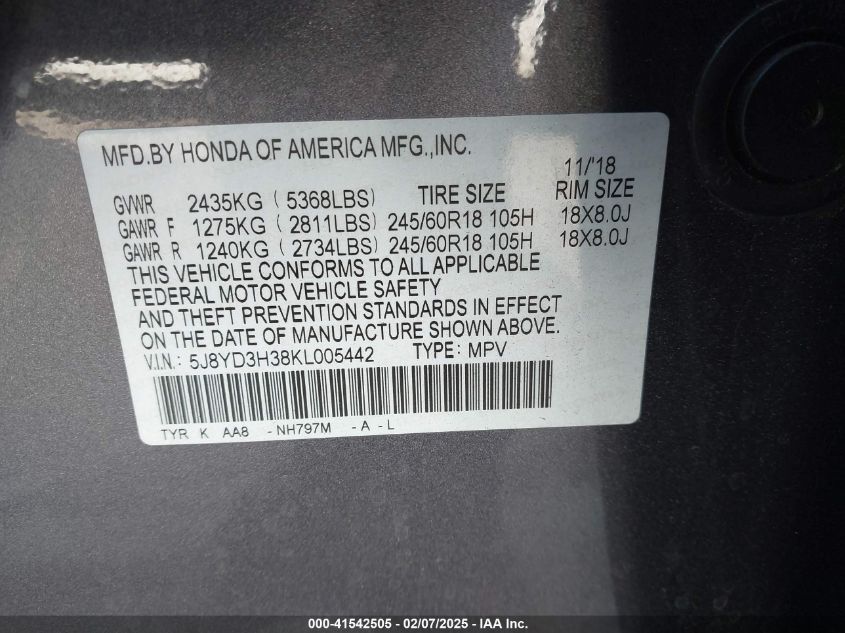 MFD.BY HONDA OF AMERICA MFG.,INC.
11/'18
GVWR 2435KG ( 5368LBS) TIRE SIZE RIM SIZE
GAWR F 1275KG ( 2811LBS) 245/60R18 105H 18X8.0J
GAWR R 1240KG ( 2734LBS) 245/60R18 105H 18X8.0J
THIS VEHICLE CONFORMS TO ALL APPLICABLE
FEDERAL MOTOR VEHICLE SAFETY
AND THEFT PREVENTION STANDARDS IN EFFECT
ON THE DATE OF MANUFACTURE SHOWN ABOVE.
V.I.N.: 5J8YD3H38KL005442 TYPE: MPV
TYR K AA8 -NH797M -A -L
000-41542505 - 02/07/2025 - IAA Inc.